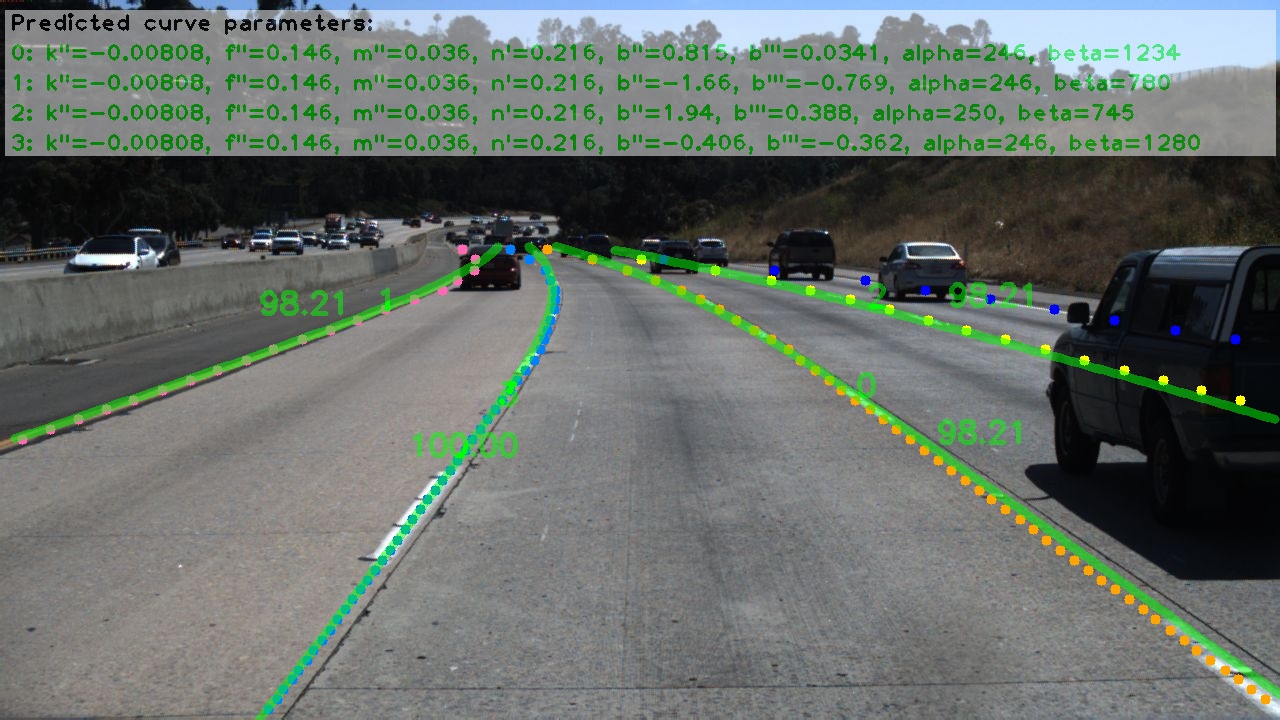 Predicted curve parameters:
0: k''=-0.00808, f''=0.146, m''=0.036, n'=0.216, b''=0.815, b'''=0.0341, alpha=246, beta=1234
1: k''=-0.00808, f''=0.146, m''=0.036, n'=0.216, b''=-1.66, b'''=-0.769, alpha=246, beta=780
2: k''=-0.00808, f''=0.146, m''=0.036, n'=0.216, b''=1.94, b'''=0.388, alpha=250, beta=745
3: k''=-0.00808, f''=0.146, m''=0.036, n'=0.216, b''=-0.406, b'''=-0.362, alpha=246, beta=1280
98.21 1
2 98.21
0
98.21
100.00